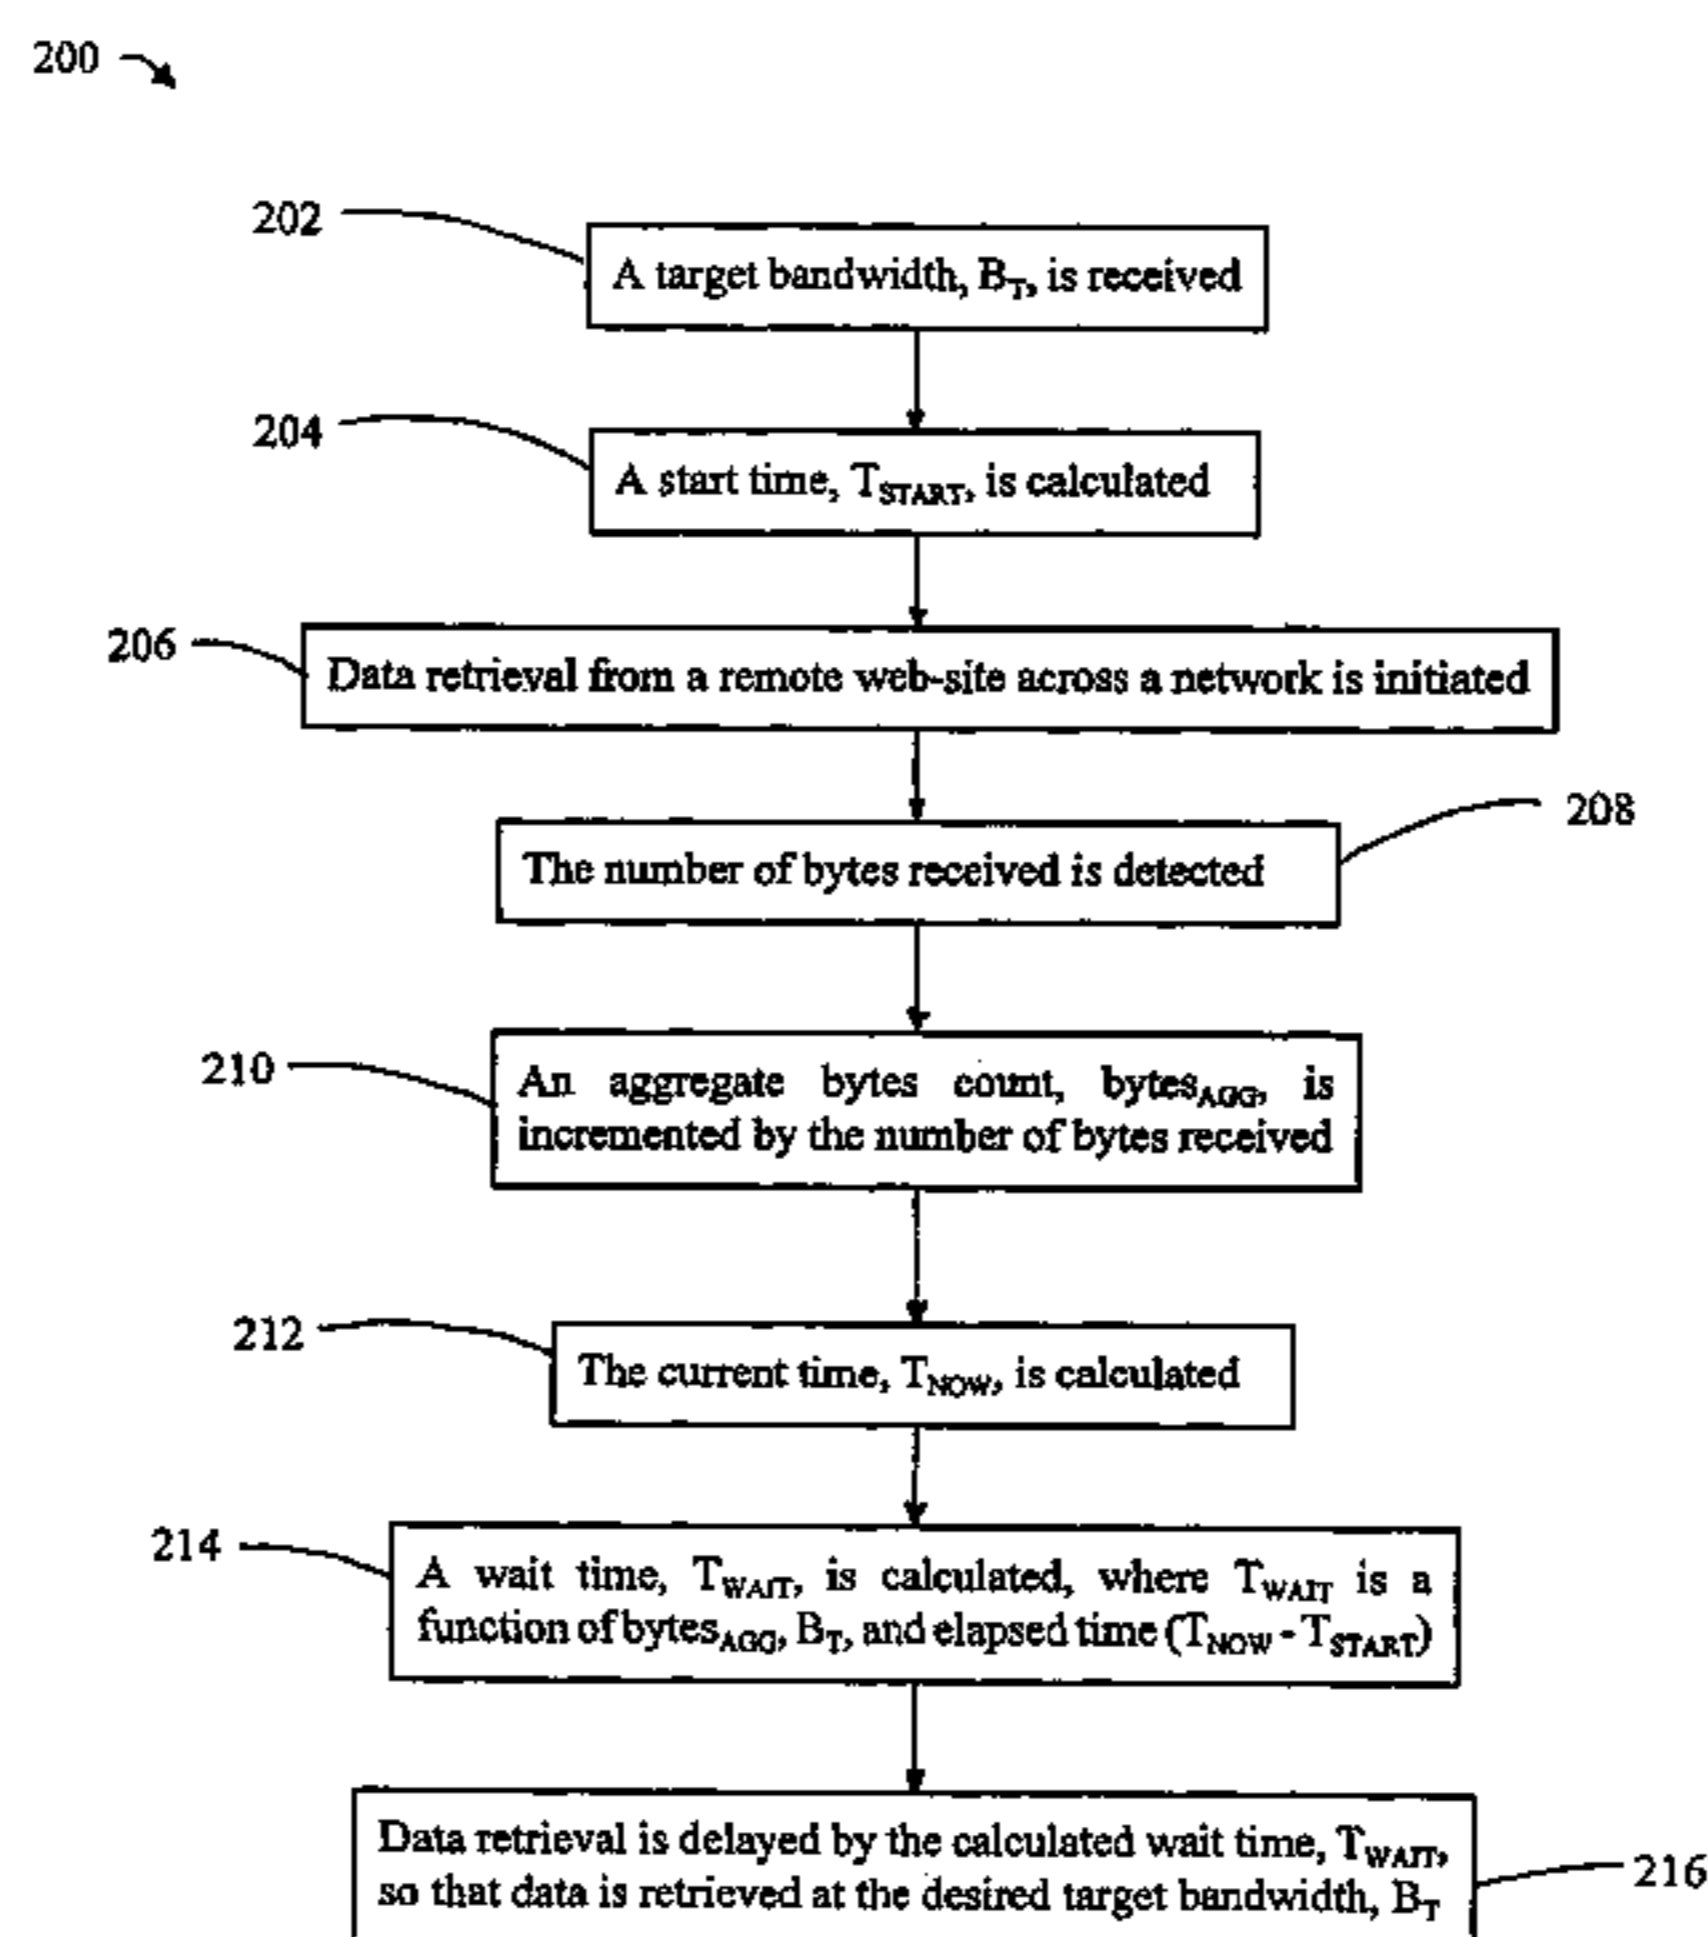 200
202
A target bandwidth, B_T, is received
204
A start time, T_START, is calculated
206
Data retrieval from a remote web-site across a network is initiated
208
The number of bytes received is detected
210
An aggregate bytes count, bytes_AGG, is
incremented by the number of bytes received
212
The current time, T_NOW, is calculated
214
A wait time, T_WAIT, is calculated, where T_WAIT is a
function of bytes_AGG, B_T, and elapsed time (T_NOW - T_START)
Data retrieval is delayed by the calculated wait time, T_WAIT,
so that data is retrieved at the desired target bandwidth, B_T
216